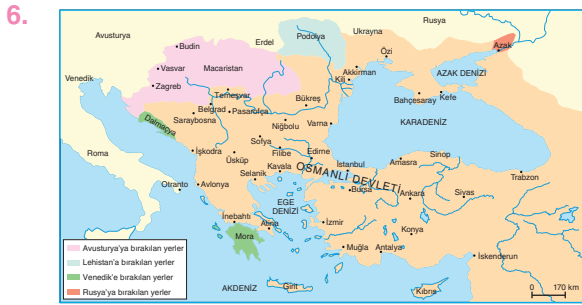 6.
Rusya
Avusturya
Ukrayna
Podolya
Erdel
Budin
Özi
Azak
Macaristan
Vasvar
Akkirman
AZAK DENİZİ
Venedik
Kili
Temeşvar
Zagreb
Bükreş
Bahçesaray
Kefe
Belgrad
Pasarofça
Dalmaçya
Saraybosna
Niğbolu
Varna
KARADENİZ
Sofya
Roma
İşkodra
Üsküp
Filibe
Edirne
İstanbul
Amasra
Sinop
Kavala
Trabzon
Selanik
OSMANLI DEVLETİ
Otranto
Avlonya
Bursa
Ankara
Sivas
EGE
DENİZİ
İnebahtı
Atina
İzmir
Konya
Mora
Muğla
Antalya
İskenderun
Avusturya'ya bırakılan yerler
Lehistan'a bırakılan yerler
Venedik'e bırakılan yerler
Rusya'ya bırakılan yerler
AKDENİZ
Girit
Kıbrıs
0 170 km